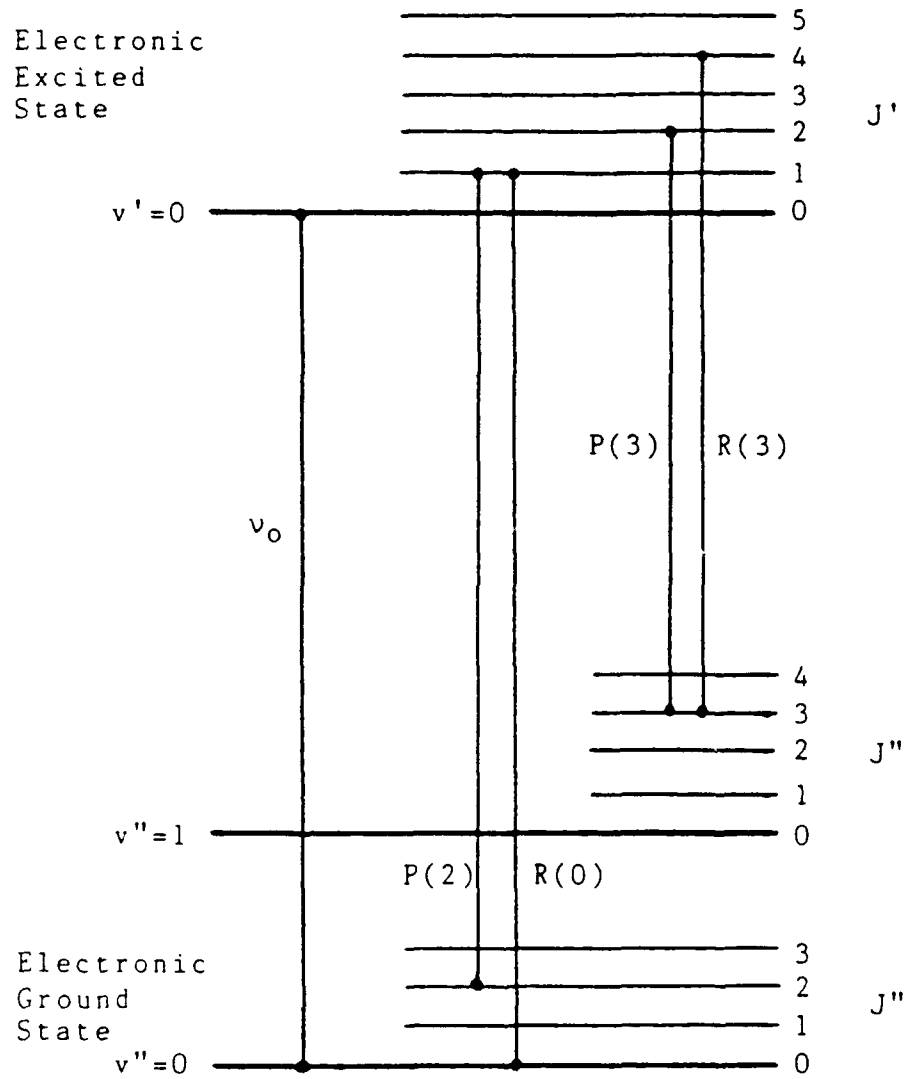 5
Electronic
Excited
State
4
3
J'
2
1
v'=0
0
P(3)
R(3)
ν₀
4
3
2
J"
1
v"=1
0
P(2)
R(0)
3
Electronic
Ground
State
2
J"
1
v"=0
0